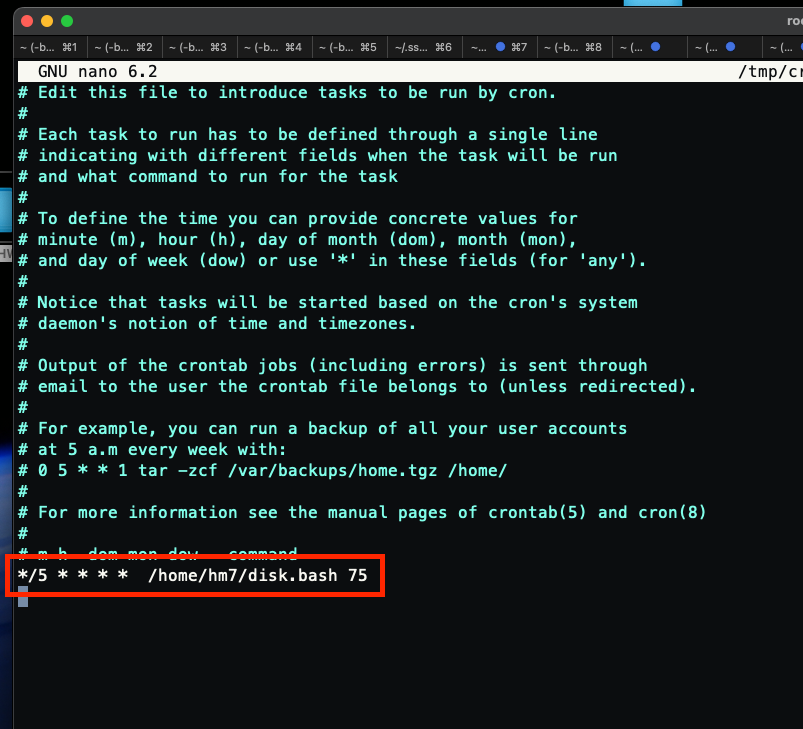 roo
~ (-b... ⌘1 ~ (-b... ⌘2 ~ (-b... ⌘3 ~ (-b... ⌘4 ~ (-b... ⌘5 ~/.ss... ⌘6 ~... ⌘7 ~ (-b... ⌘8 ~ (... ~ (... ~ (...
GNU nano 6.2 /tmp/cr
# Edit this file to introduce tasks to be run by cron.
#
# Each task to run has to be defined through a single line
# indicating with different fields when the task will be run
# and what command to run for the task
#
# To define the time you can provide concrete values for
# minute (m), hour (h), day of month (dom), month (mon),
# and day of week (dow) or use '*' in these fields (for 'any').
#
# Notice that tasks will be started based on the cron's system
# daemon's notion of time and timezones.
#
# Output of the crontab jobs (including errors) is sent through
# email to the user the crontab file belongs to (unless redirected).
#
# For example, you can run a backup of all your user accounts
# at 5 a.m every week with:
# 0 5 * * 1 tar -zcf /var/backups/home.tgz /home/
#
# For more information see the manual pages of crontab(5) and cron(8)
#
# m h  dom mon dow   command
*/5 * * * *  /home/hm7/disk.bash 75